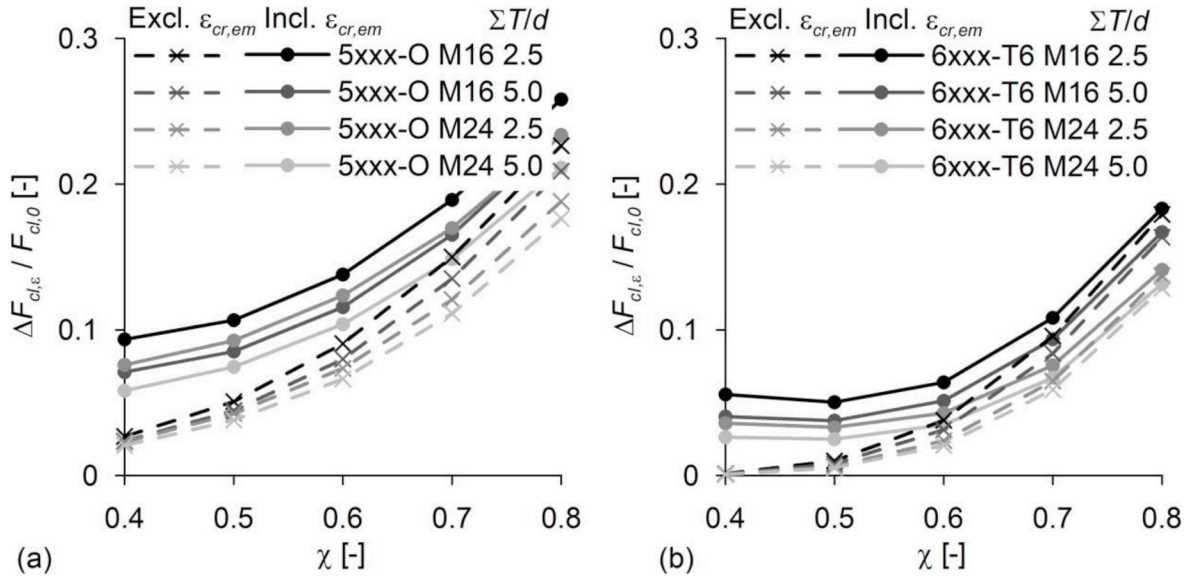 Excl. εcr,em Incl. εcr,em ΣT/d
5xxx-O M16 2.5
5xxx-O M16 5.0
5xxx-O M24 2.5
5xxx-O M24 5.0
0.3
0.2
0.1
0
ΔFcl,ε / Fcl,0 [-]
0.4 0.5 0.6 0.7 0.8
χ [-]
(a)
Excl. εcr,em Incl. εcr,em ΣT/d
6xxx-T6 M16 2.5
6xxx-T6 M16 5.0
6xxx-T6 M24 2.5
6xxx-T6 M24 5.0
0.3
0.2
0.1
0
ΔFcl,ε / Fcl,0 [-]
0.4 0.5 0.6 0.7 0.8
χ [-]
(b)